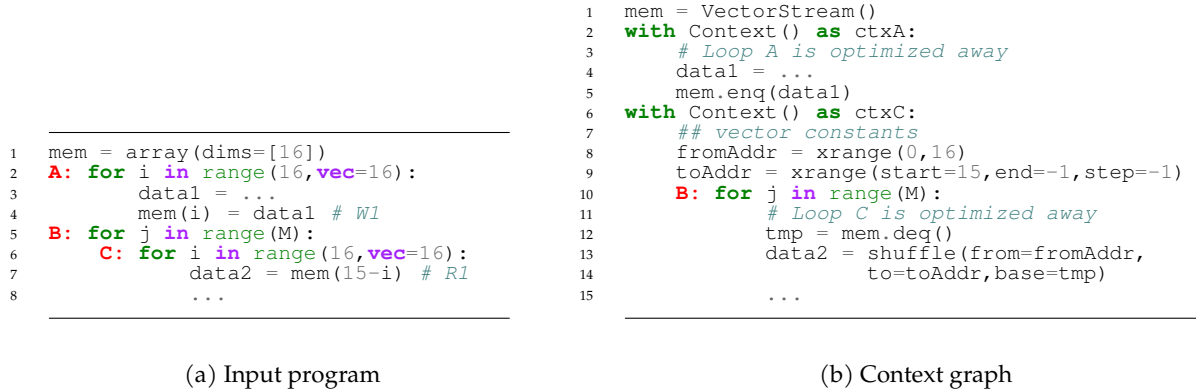 1 mem = array(dims=[16])
2 A: for i in range(16,vec=16):
3 data1 = ...
4 mem(i) = data1 # W1
5 B: for j in range(M):
6 C: for i in range(16,vec=16):
7 data2 = mem(15-i) # R1
8 ...
(a) Input program
1 mem = VectorStream()
2 with Context() as ctxA:
3 # Loop A is optimized away
4 data1 = ...
5 mem.enq(data1)
6 with Context() as ctxC:
7 ## vector constants
8 fromAddr = xrange(0,16)
9 toAddr = xrange(start=15,end=-1,step=-1)
10 B: for j in range(M):
11 # Loop C is optimized away
12 tmp = mem.deq()
13 data2 = shuffle(from=fromAddr,
14 to=toAddr,base=tmp)
15 ...
(b) Context graph